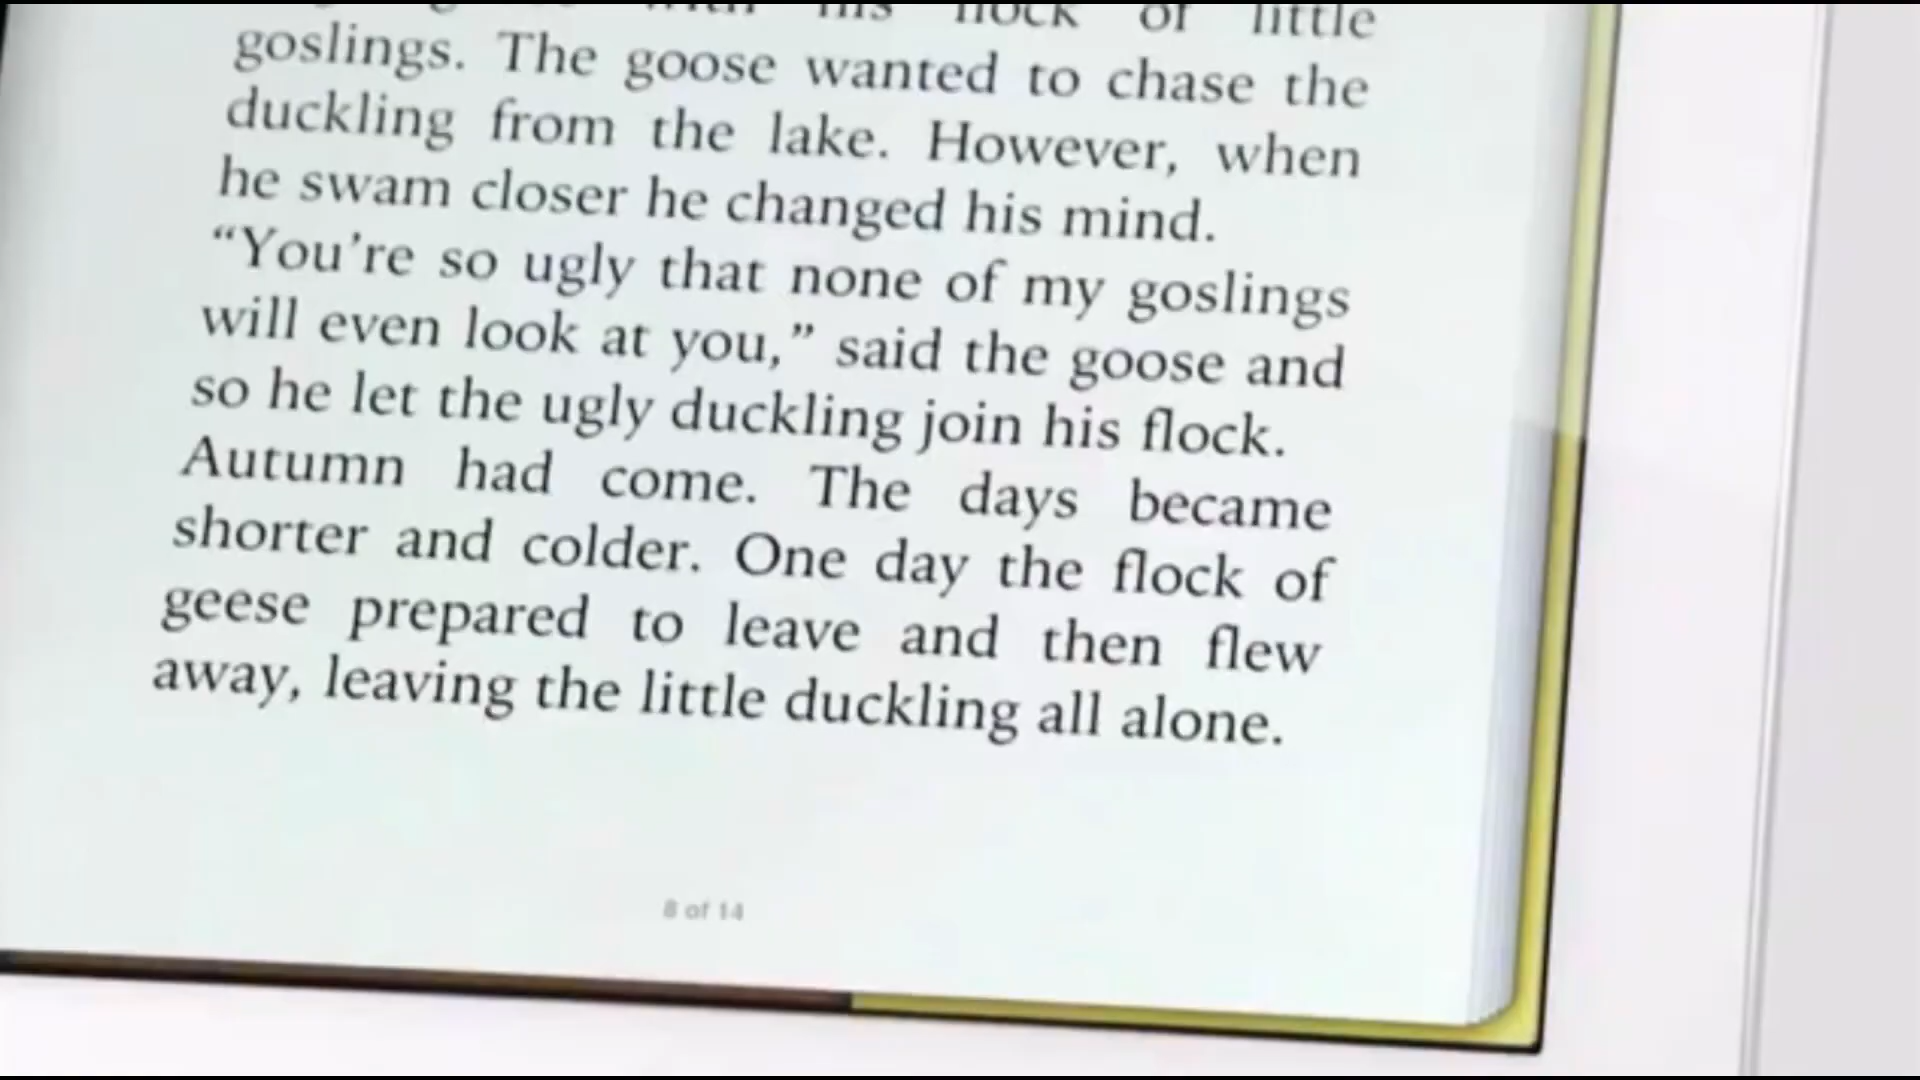 his flock of little
goslings. The goose wanted to chase the
duckling from the lake. However, when
he swam closer he changed his mind.
“You’re so ugly that none of my goslings
will even look at you,” said the goose and
so he let the ugly duckling join his flock.
Autumn had come. The days became
shorter and colder. One day the flock of
geese prepared to leave and then flew
away, leaving the little duckling all alone.
8 of 14